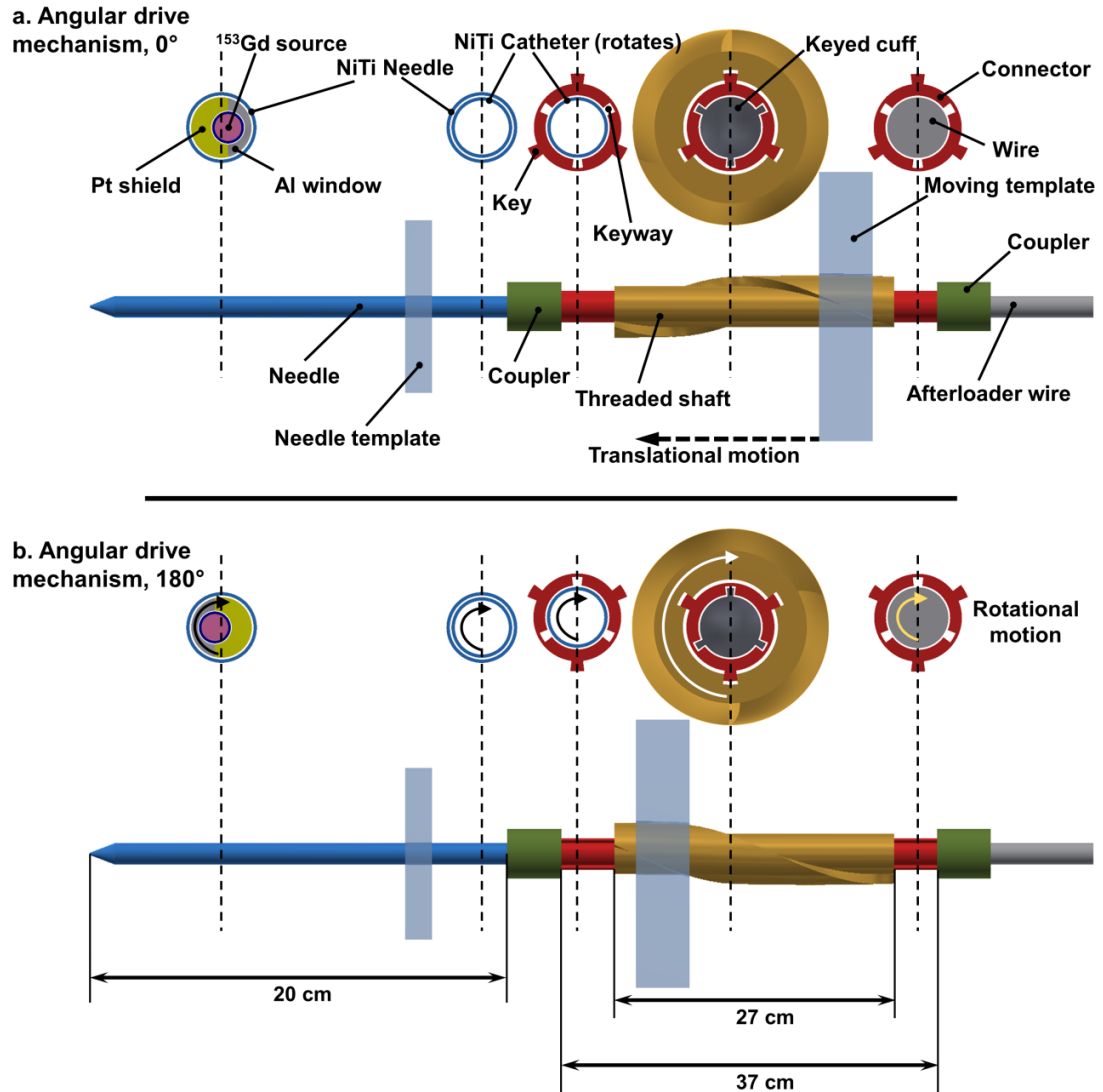 a. Angular drive
mechanism, 0°
¹⁵³Gd source
NiTi Needle
NiTi Catheter (rotates)
Keyed cuff
Connector
Pt shield
Al window
Key
Keyway
Wire
Moving template
Coupler
Needle
Needle template
Coupler
Threaded shaft
Afterloader wire
Translational motion
b. Angular drive
mechanism, 180°
Rotational
motion
20 cm
27 cm
37 cm